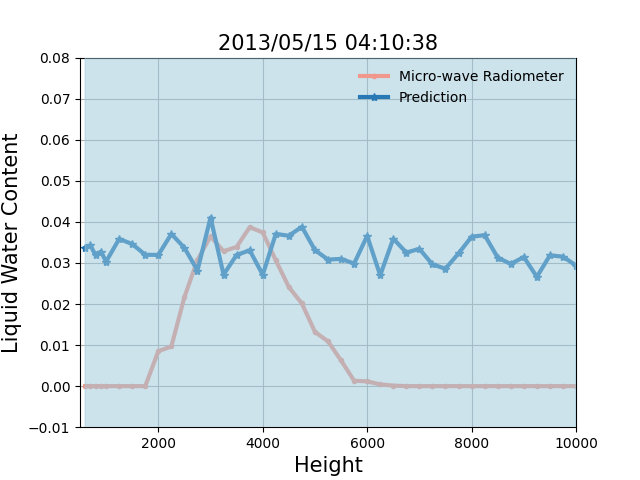 2013/05/15 04:10:38
Micro-wave Radiometer
Prediction
Liquid Water Content
0.08
0.07
0.06
0.05
0.04
0.03
0.02
0.01
0.00
−0.01
2000 4000 6000 8000 10000
Height